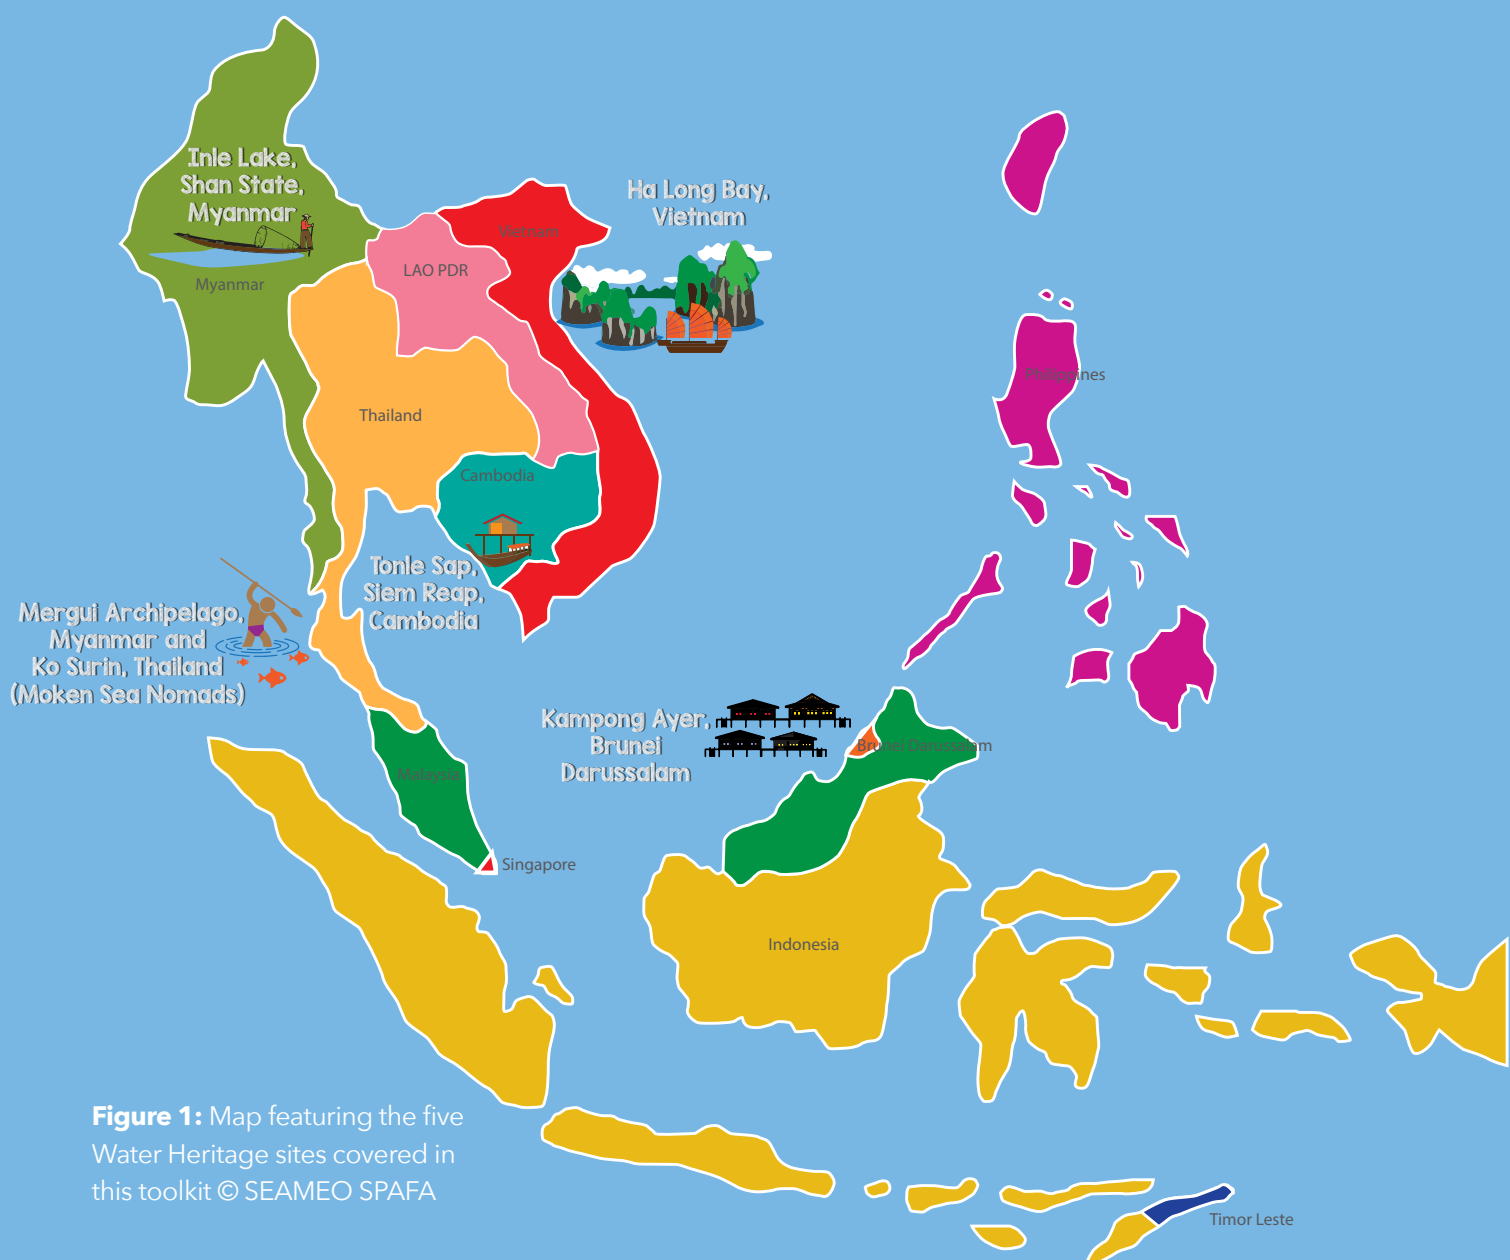 Inle Lake,
Shan State,
Myanmar
Myanmar
Vietnam
LAO PDR
Ha Long Bay,
Vietnam
Thailand
Cambodia
Philippines
Tonle Sap,
Siem Reap,
Cambodia
Mergui Archipelago,
Myanmar and
Ko Surin, Thailand
(Moken Sea Nomads)
Kampong Ayer,
Brunei
Darussalam
Brunei Darussalam
Malaysia
Singapore
Indonesia
Figure 1: Map featuring the five
Water Heritage sites covered in
this toolkit © SEAMEO SPAFA
Timor Leste